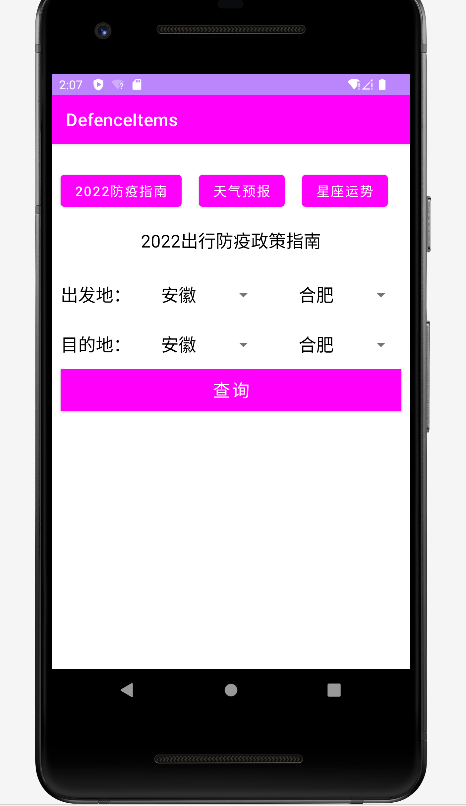 2:07
DefenceItems
2022防疫指南 天气预报 星座运势
2022出行防疫政策指南
出发地： 安徽 合肥
目的地： 安徽 合肥
查询